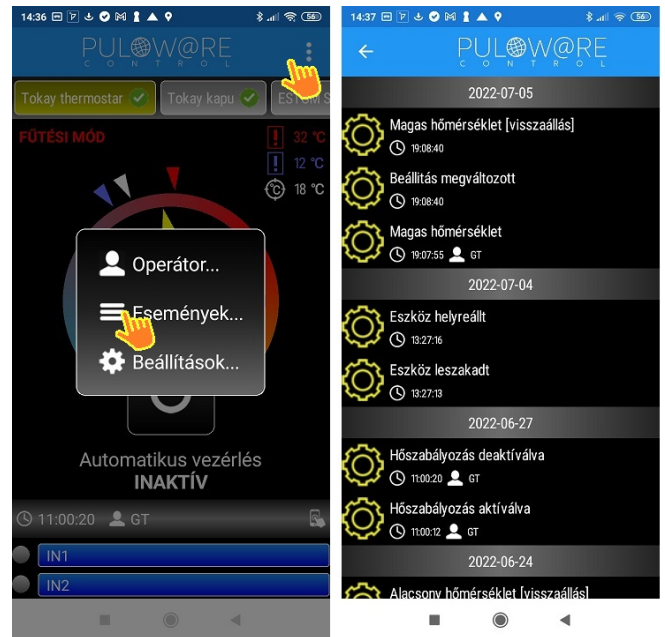 14:36
56
PULOW@RE
CONTROL
Tokay thermostar
Tokay kapu
FŰTÉSI MÓD
32 °C
12 °C
°C 18 °C
Operátor...
Események...
Beállítások...
Automatikus vezérlés
INAKTÍV
11:00:20 GT
IN1
IN2
14:37
56
PULOW@RE
CONTROL
2022-07-05
Magas hőmérséklet [visszaállás]
19:08:40
Beállitás megváltozott
19:08:40
Magas hőmérséklet
19:07:55 GT
2022-07-04
Eszköz helyreállt
13:27:16
Eszköz leszakadt
13:27:13
2022-06-27
Hőszabályozás deaktíválva
11:00:20 GT
Hőszabályozás aktíválva
11:00:12 GT
2022-06-24
Alacsony hőmérséklet [visszaállás]